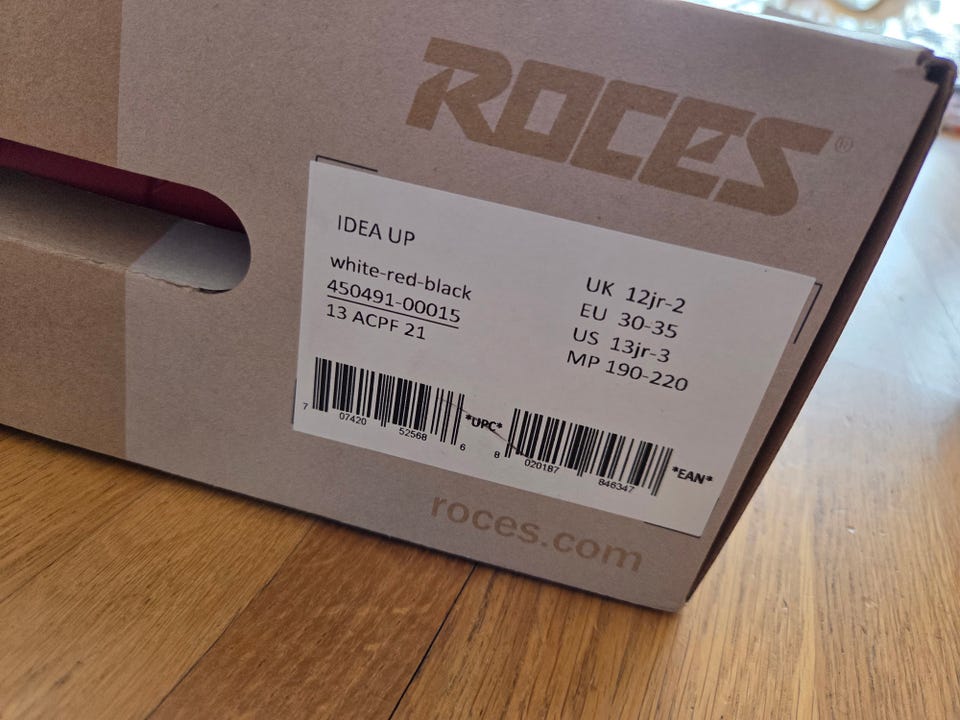 ROCES®
IDEA UP
white-red-black
450491-00015
13 ACPF 21
UK 12jr-2
EU 30-35
US 13jr-3
MP 190-220
7 07420 52568 6
*UPC*
8 020187 846347
*EAN*
roces.com